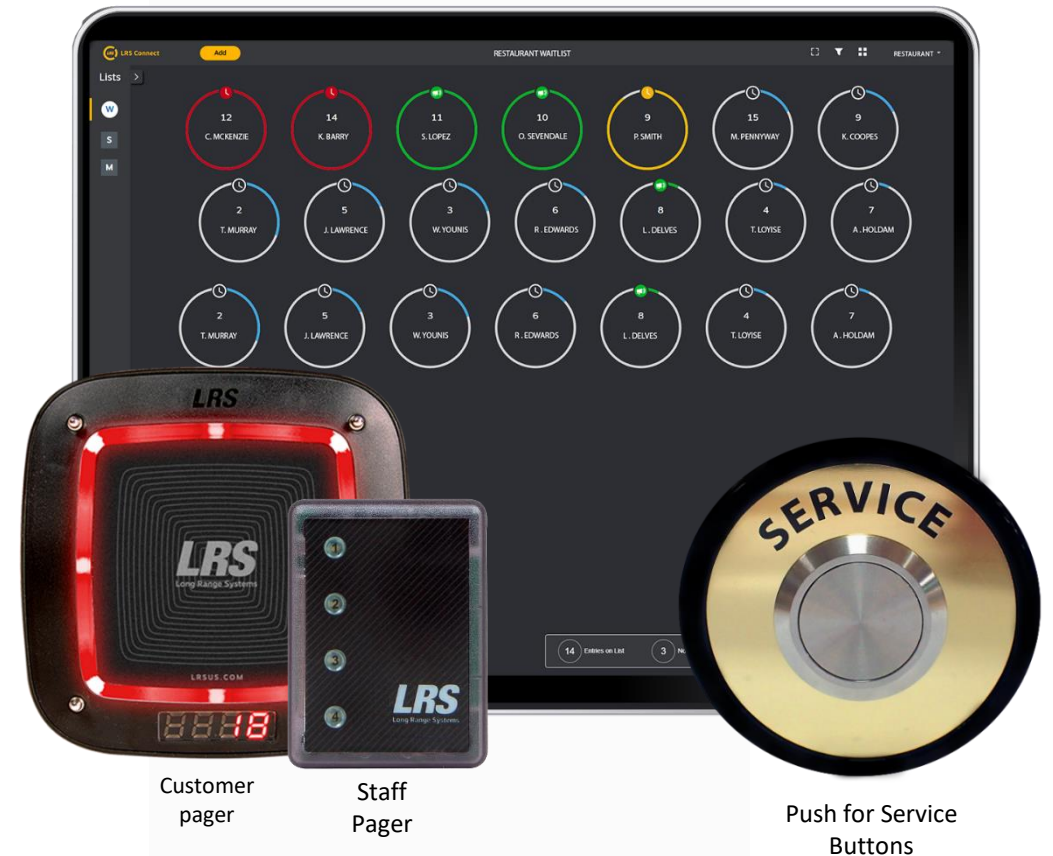 LRS LRS Connect
Add
RESTAURANT WAITLIST
RESTAURANT
Lists
W
S
M
12
C. MCKENZIE
14
K. BARRY
11
S. LOPEZ
10
O. SEVENDALE
9
P. SMITH
15
M. PENNYWAY
9
K. COOPES
2
T. MURRAY
5
J. LAWRENCE
3
W. YOUNIS
6
R . EDWARDS
8
L . DELVES
4
T. LOYISE
7
A . HOLDAM
2
T. MURRAY
5
J. LAWRENCE
3
W. YOUNIS
6
R . EDWARDS
8
L . DELVES
4
T. LOYISE
7
A . HOLDAM
14 Entries on List
3
LRS
LRS
Long Range Systems
LRSUS.COM
18
1
2
3
4
LRS
Long Range Systems
SERVICE
Customer
pager
Staff
Pager
Push for Service
Buttons